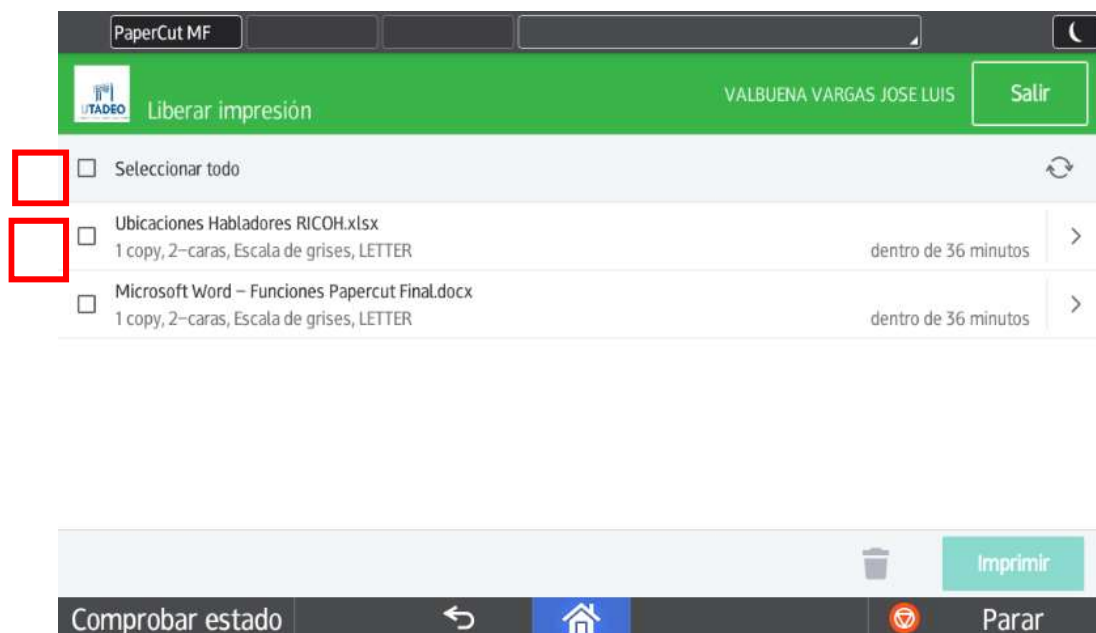 PaperCut MF
UTADEO
Liberar impresión
VALBUENA VARGAS JOSE LUIS
Salir
Seleccionar todo
Ubicaciones Habladores RICOH.xlsx
1 copy, 2-caras, Escala de grises, LETTER
dentro de 36 minutos
Microsoft Word – Funciones Papercut Final.docx
1 copy, 2-caras, Escala de grises, LETTER
dentro de 36 minutos
Imprimir
Comprobar estado
Parar